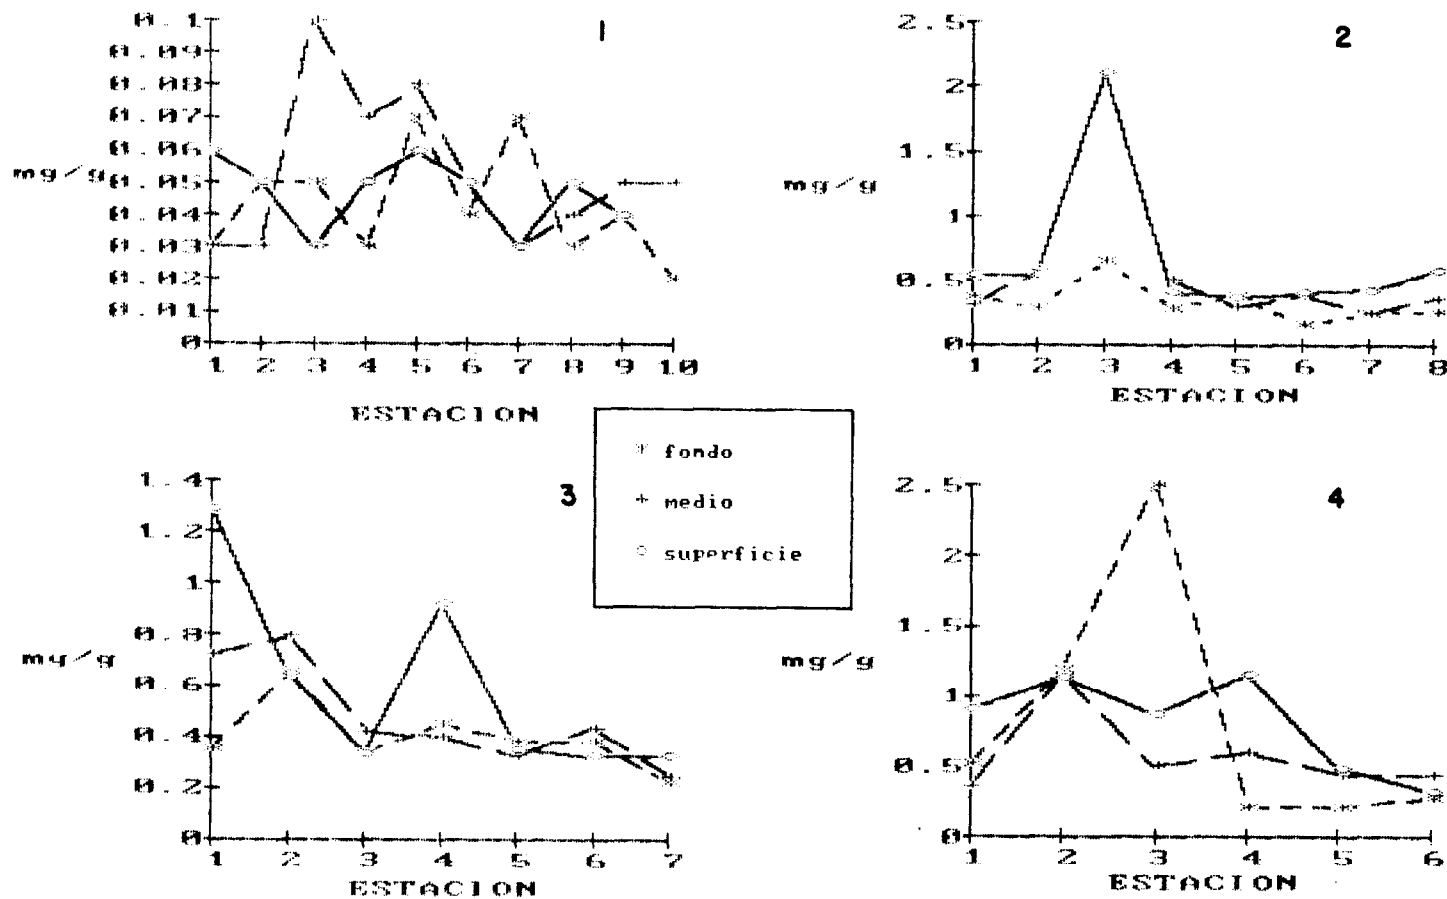 1
0.1
0.09
0.08
0.07
0.06
mg/g 0.05
0.04
0.03
0.02
0.01
0
1 2 3 4 5 6 7 8 9 10
ESTACION
2
2.5
2
1.5
mg/g
1
0.5
0
1 2 3 4 5 6 7 8
ESTACION
* fondo
+ medio
o superficie
3
1.4
1.2
1
0.8
mg/g
0.6
0.4
0.2
0
1 2 3 4 5 6 7
ESTACION
4
2.5
2
1.5
mg/g
1
0.5
0
1 2 3 4 5 6
ESTACION